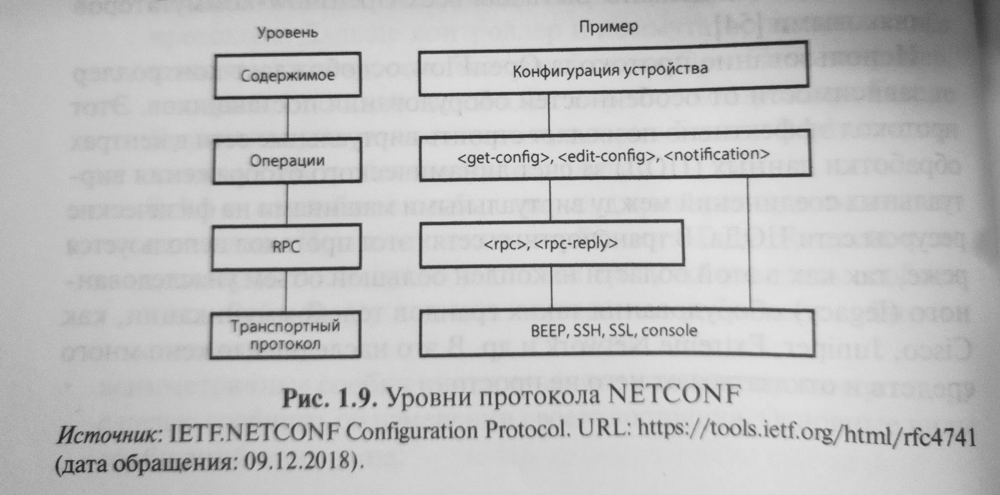 Уровень Пример
Содержимое Конфигурация устройства
Операции <get-config>, <edit-config>, <notification>
RPC <rpc>, <rpc-reply>
Транспортный
протокол
BEEP, SSH, SSL, console
Рис. 1.9. Уровни протокола NETCONF
Источник: IETF.NETCONF Configuration Protocol. URL: https://tools.ietf.org/html/rfc4741
(дата обращения: 09.12.2018).